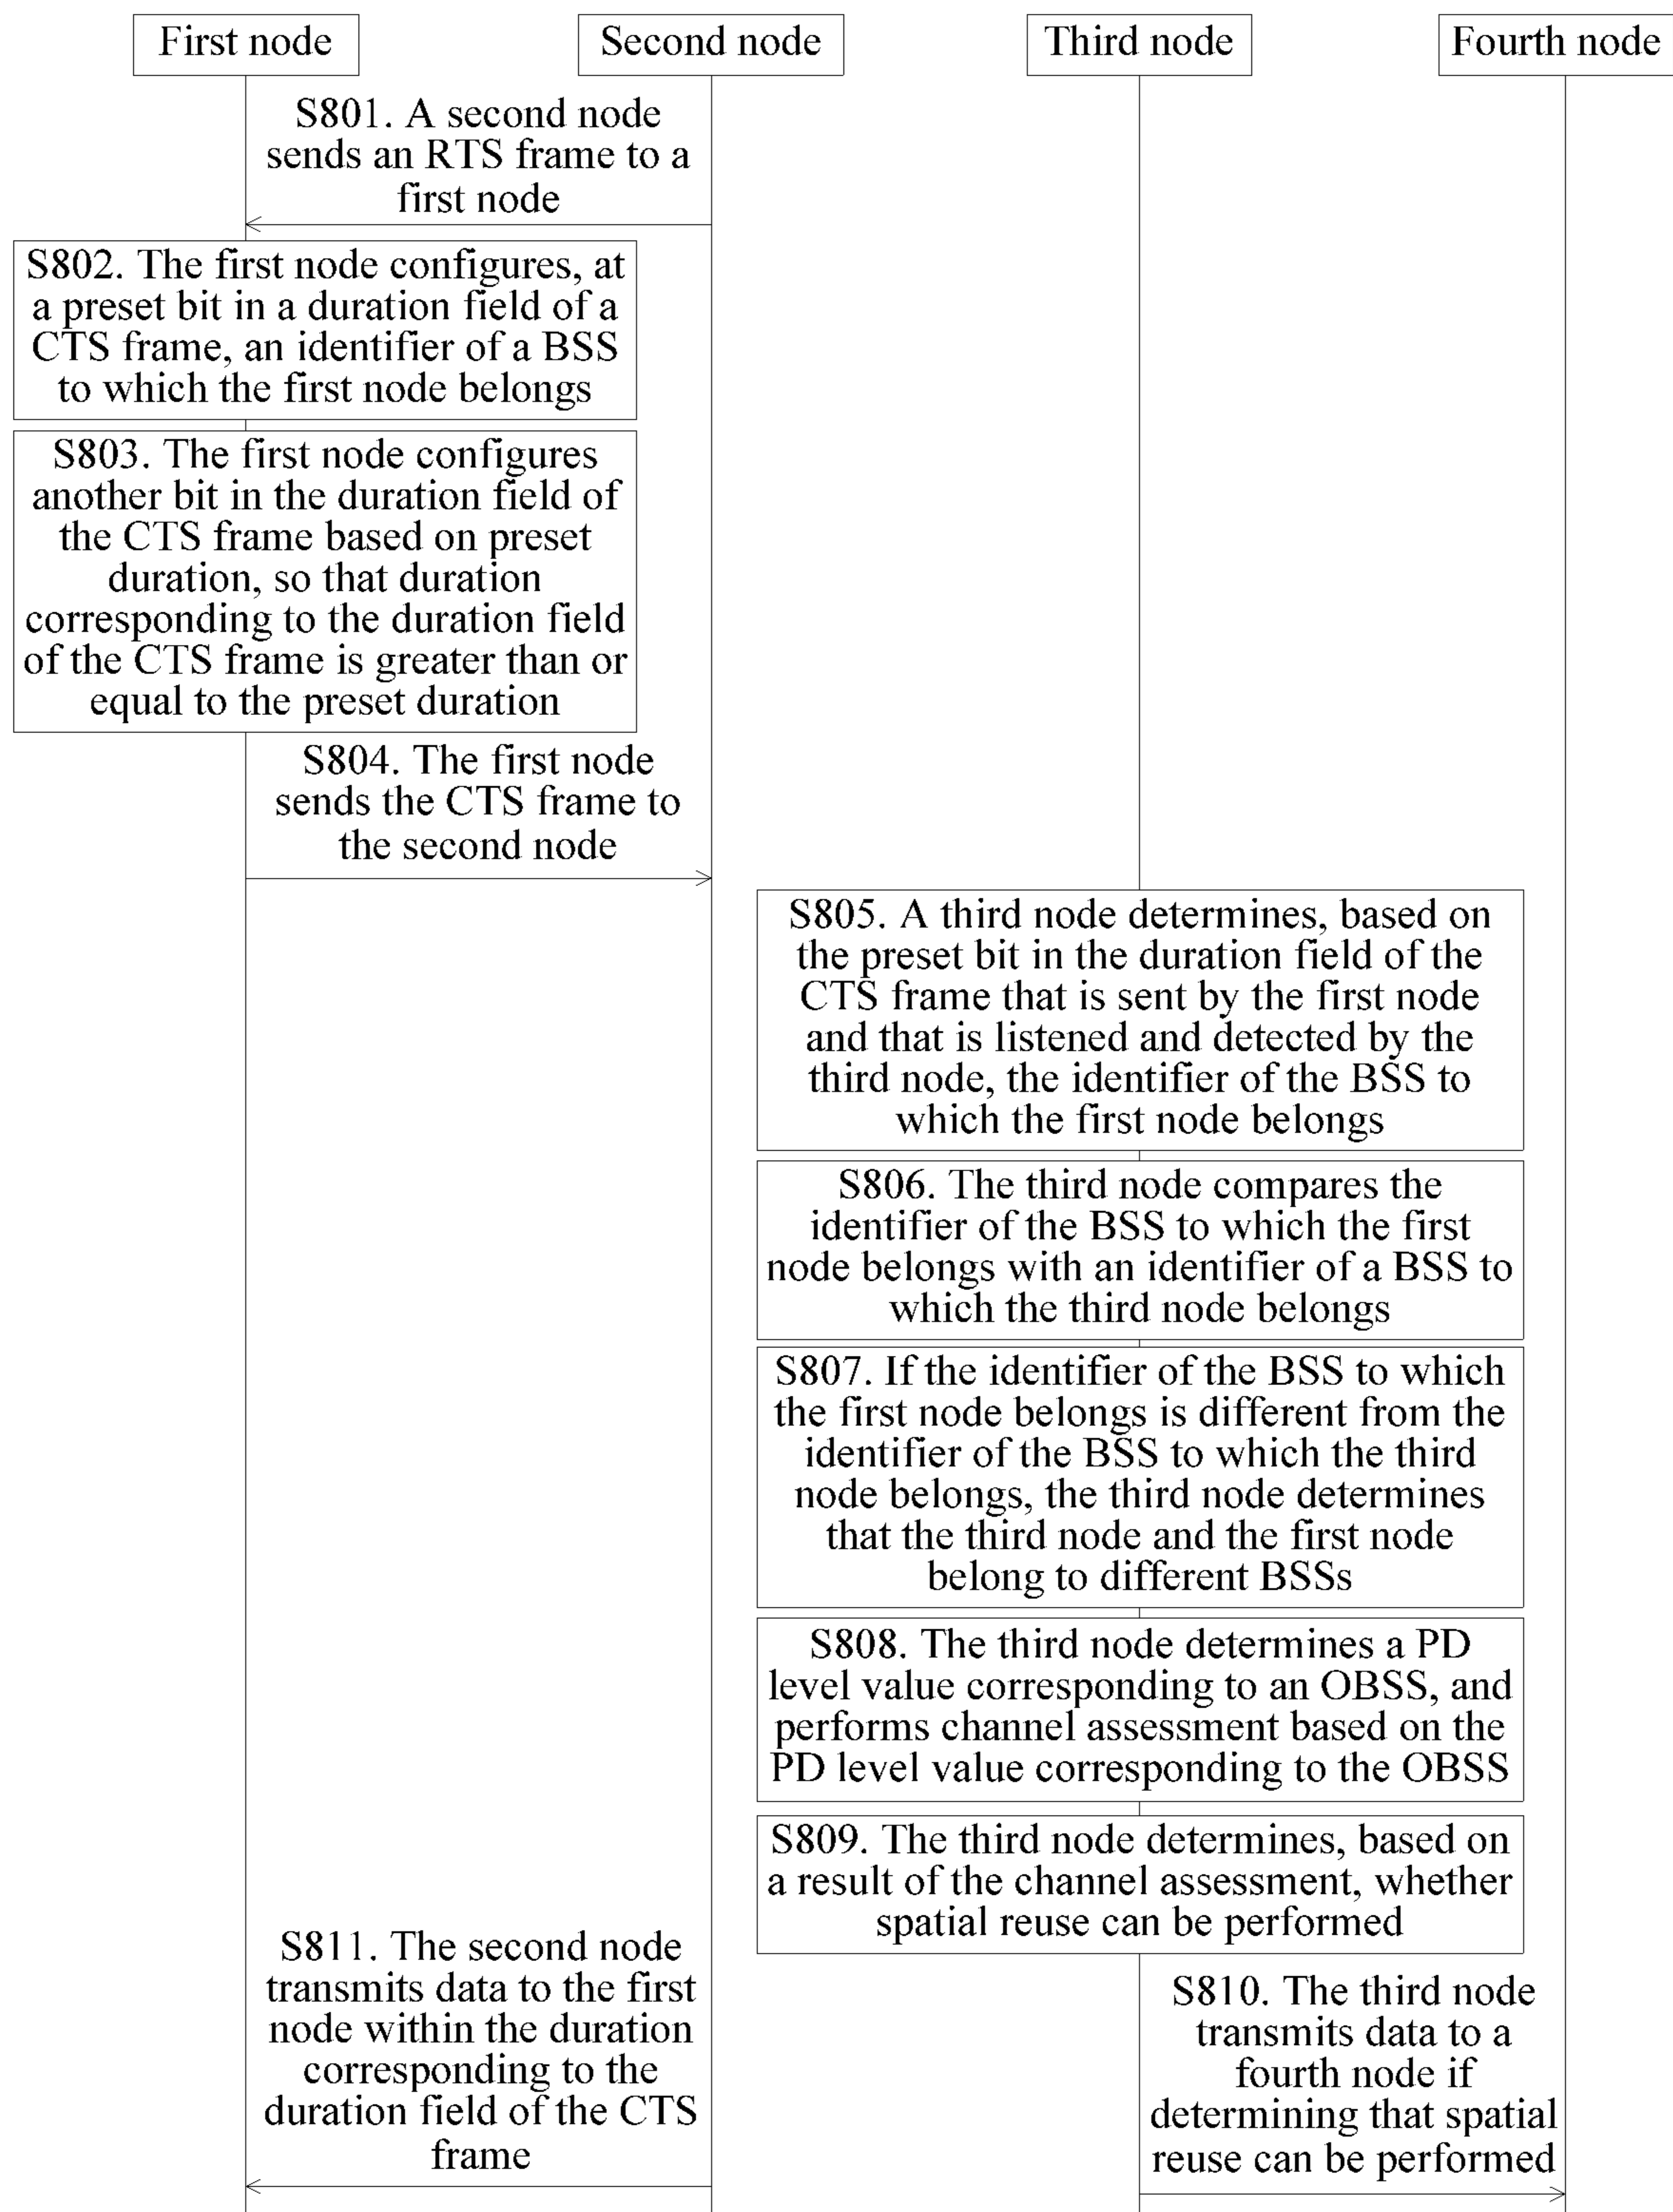 First node
Second node
Third node
Fourth node
S801. A second node
sends an RTS frame to a
first node
S802. The first node configures, at
a preset bit in a duration field of a
CTS frame, an identifier of a BSS
to which the first node belongs
S803. The first node configures
another bit in the duration field of
the CTS frame based on preset
duration, so that duration
corresponding to the duration field
of the CTS frame is greater than or
equal to the preset duration
S804. The first node
sends the CTS frame to
the second node
S805. A third node determines, based on
the preset bit in the duration field of the
CTS frame that is sent by the first node
and that is listened and detected by the
third node, the identifier of the BSS to
which the first node belongs
S806. The third node compares the
identifier of the BSS to which the first
node belongs with an identifier of a BSS to
which the third node belongs
S807. If the identifier of the BSS to which
the first node belongs is different from the
identifier of the BSS to which the third
node belongs, the third node determines
that the third node and the first node
belong to different BSSs
S808. The third node determines a PD
level value corresponding to an OBSS, and
performs channel assessment based on the
PD level value corresponding to the OBSS
S809. The third node determines, based on
a result of the channel assessment, whether
spatial reuse can be performed
S811. The second node
transmits data to the first
node within the duration
corresponding to the
duration field of the CTS
frame
S810. The third node
transmits data to a
fourth node if
determining that spatial
reuse can be performed